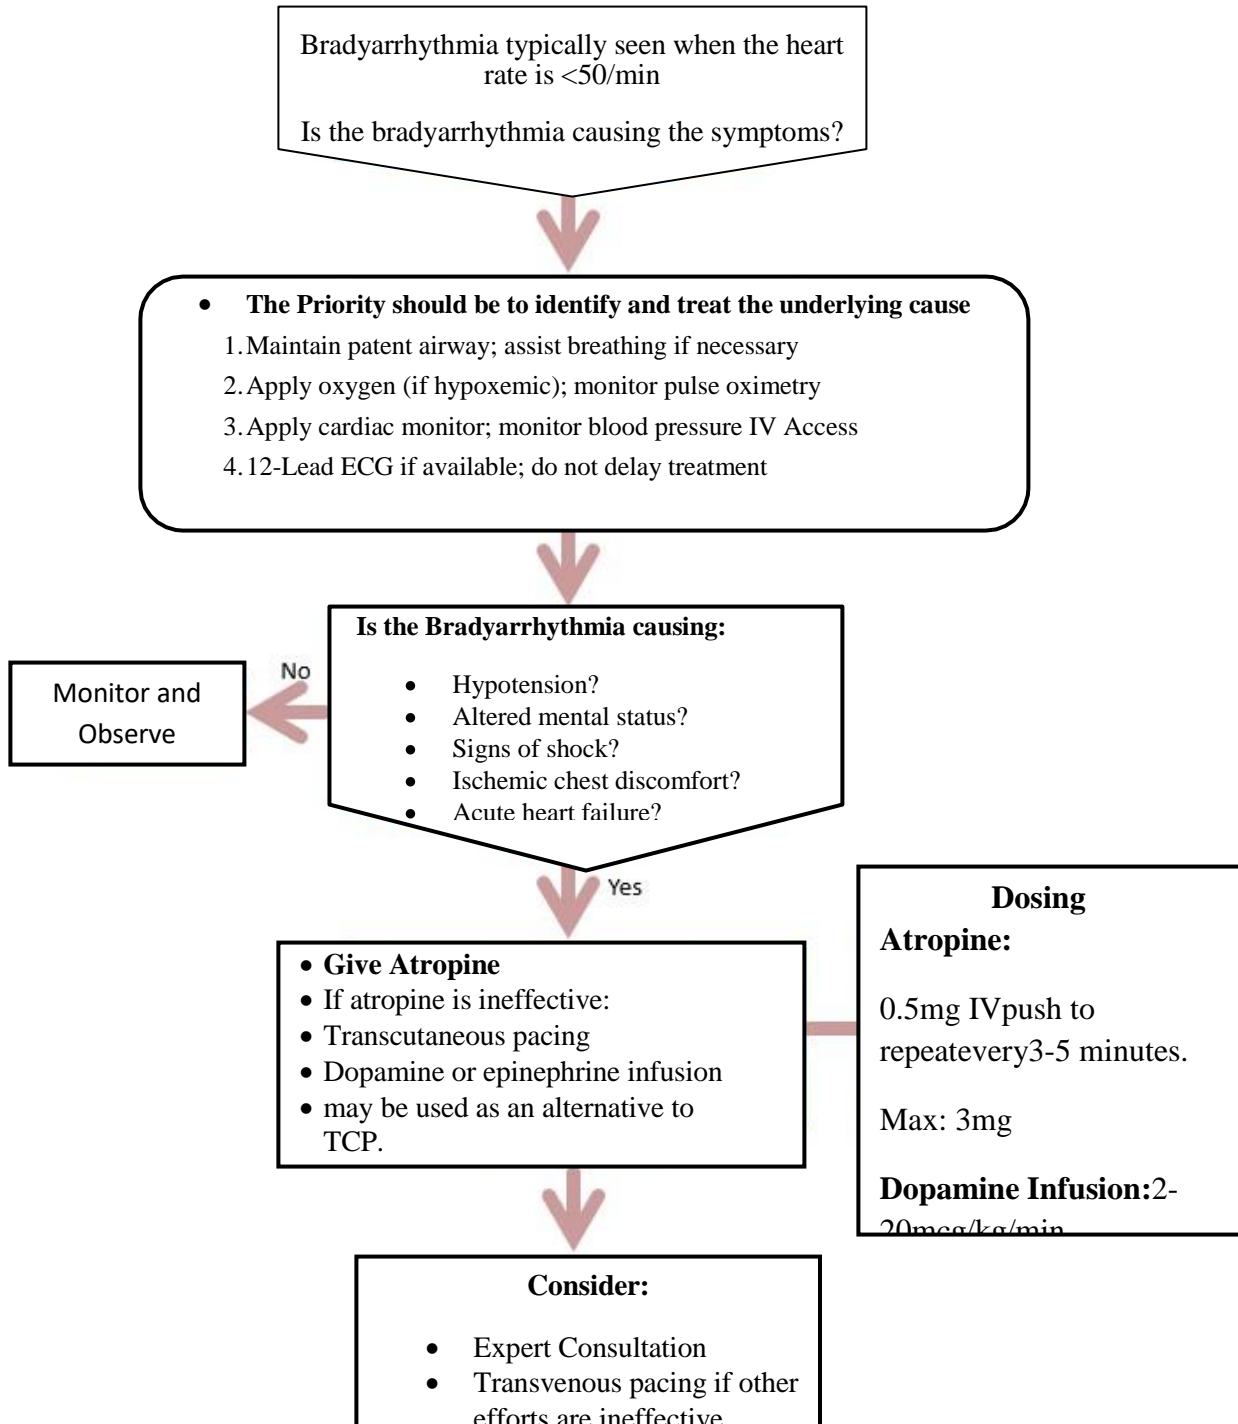 Bradyarrhythmia typically seen when the heart
rate is <50/min
Is the bradyarrhythmia causing the symptoms?
• The Priority should be to identify and treat the underlying cause
1. Maintain patent airway; assist breathing if necessary
2. Apply oxygen (if hypoxemic); monitor pulse oximetry
3. Apply cardiac monitor; monitor blood pressure IV Access
4. 12-Lead ECG if available; do not delay treatment
Is the Bradyarrhythmia causing:
• Hypotension?
• Altered mental status?
• Signs of shock?
• Ischemic chest discomfort?
• Acute heart failure?
No
Monitor and
Observe
Yes
• Give Atropine
• If atropine is ineffective:
• Transcutaneous pacing
• Dopamine or epinephrine infusion
• may be used as an alternative to
TCP.
Dosing
Atropine:
0.5mg IVpush to
repeatevery3-5 minutes.
Max: 3mg
Dopamine Infusion:2-
20mcg/kg/min
Consider:
• Expert Consultation
• Transvenous pacing if other
efforts are ineffective